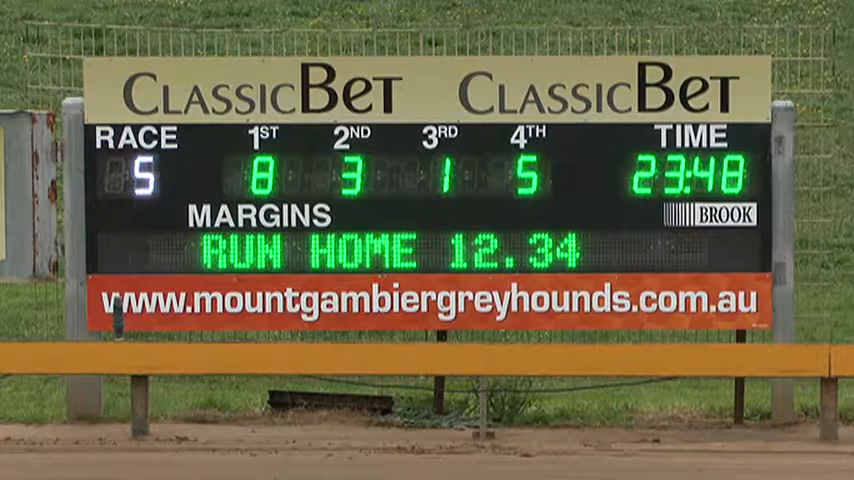 CLASSICBET CLASSICBET
RACE 1ST 2ND 3RD 4TH TIME
5 8 3 1 5 23:48
MARGINS BROOK
RUN HOME 12.34
www.mountgambiergreyhounds.com.au